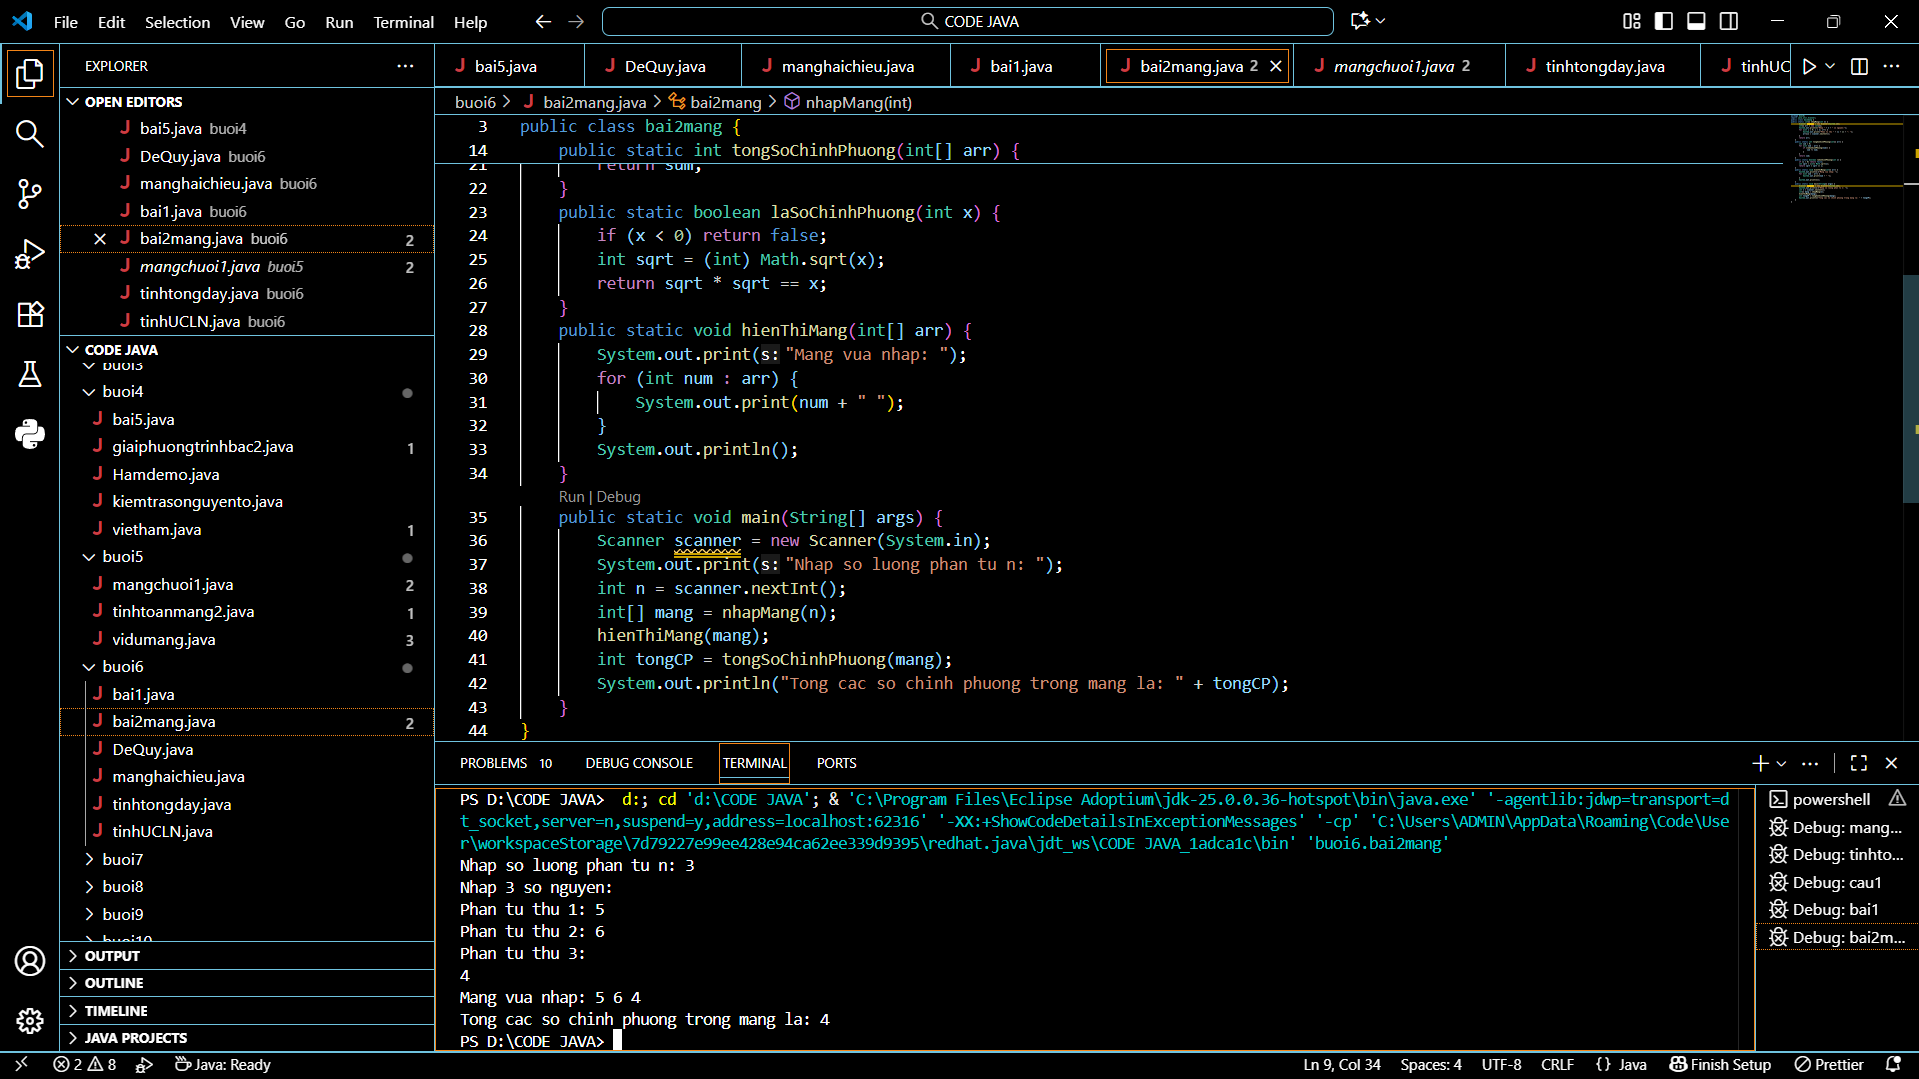 File Edit Selection View Go Run Terminal Help
CODE JAVA
EXPLORER
OPEN EDITORS
bai5.java buoi4
DeQuy.java buoi6
manghaichieu.java buoi6
bai1.java buoi6
bai2mang.java buoi6 2
mangchuoi1.java buoi5 2
tinhtongday.java buoi6
tinhUCLN.java buoi6
CODE JAVA
buoi3
buoi4
bai5.java
giaiphuongtrinhbac2.java 1
Hamdemo.java
kiemtrasonguyento.java
vietham.java 1
buoi5
mangchuoi1.java 2
tinhtoanmang2.java 1
vidumang.java 3
buoi6
bai1.java
bai2mang.java 2
DeQuy.java
manghaichieu.java
tinhtongday.java
tinhUCLN.java
buoi7
buoi8
buoi9
buoi10
OUTPUT
OUTLINE
TIMELINE
JAVA PROJECTS
bai5.java DeQuy.java manghaichieu.java bai1.java bai2mang.java 2 mangchuoi1.java 2 tinhtongday.java tinhUC
buoi6 > bai2mang.java > bai2mang > nhapMang(int)
3 public class bai2mang {
14 public static int tongSoChinhPhuong(int[] arr) {
21 return sum;
22 }
23 public static boolean laSoChinhPhuong(int x) {
24 if (x < 0) return false;
25 int sqrt = (int) Math.sqrt(x);
26 return sqrt * sqrt == x;
27 }
28 public static void hienThiMang(int[] arr) {
29 System.out.print(s: "Mang vua nhap: ");
30 for (int num : arr) {
31 System.out.print(num + " ");
32 }
33 System.out.println();
34 }
Run | Debug
35 public static void main(String[] args) {
36 Scanner scanner = new Scanner(System.in);
37 System.out.print(s: "Nhap so luong phan tu n: ");
38 int n = scanner.nextInt();
39 int[] mang = nhapMang(n);
40 hienThiMang(mang);
41 int tongCP = tongSoChinhPhuong(mang);
42 System.out.println("Tong cac so chinh phuong trong mang la: " + tongCP);
43 }
44 }
PROBLEMS 10 DEBUG CONSOLE TERMINAL PORTS
PS D:\CODE JAVA> d:; cd 'd:\CODE JAVA'; & 'C:\Program Files\Eclipse Adoptium\jdk-25.0.0.36-hotspot\bin\java.exe' '-agentlib:jdwp=transport=d
t_socket,server=n,suspend=y,address=localhost:62316' '-XX:+ShowCodeDetailsInExceptionMessages' '-cp' 'C:\Users\ADMIN\AppData\Roaming\Code\Use
r\workspaceStorage\7d79227e99ee428e94ca62ee339d9395\redhat.java\jdt_ws\CODE JAVA_1adca1c\bin' 'buoi6.bai2mang'
Nhap so luong phan tu n: 3
Nhap 3 so nguyen:
Phan tu thu 1: 5
Phan tu thu 2: 6
Phan tu thu 3:
4
Mang vua nhap: 5 6 4
Tong cac so chinh phuong trong mang la: 4
PS D:\CODE JAVA>
powershell
Debug: mang...
Debug: tinhto...
Debug: cau1
Debug: bai1
Debug: bai2m...
2 8 Java: Ready Ln 9, Col 34 Spaces: 4 UTF-8 CRLF {} Java Finish Setup Prettier